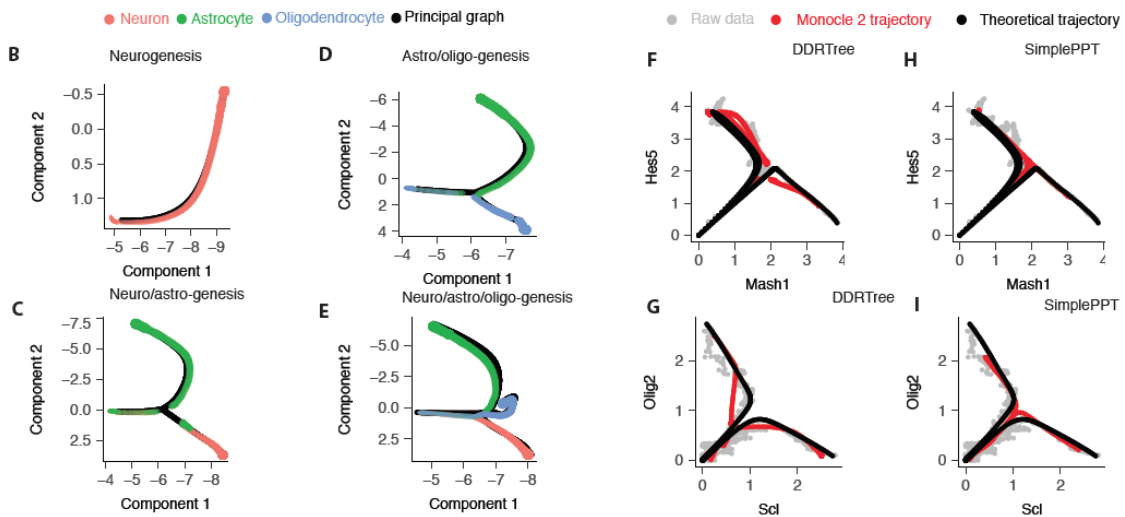 Neuron Astrocyte Oligodendrocyte Principal graph
Raw data Monocle 2 trajectory Theoretical trajectory
B
Neurogenesis
−0.5
0.0
0.5
1.0
Component 2
−5 −6 −7 −8 −9
Component 1
D
Astro/oligo-genesis
−6
−4
−2
0
2
4
Component 2
−4 −5 −6 −7
Component 1
C
Neuro/astro-genesis
−7.5
−5.0
−2.5
0.0
2.5
Component 2
−4 −5 −6 −7 −8
Component 1
E
Neuro/astro/oligo-genesis
−5.0
−2.5
0.0
2.5
Component 2
−4 −5 −6 −7 −8
Component 1
F
DDRTree
4
3
2
1
0
Hes5
0 1 2 3 4
Mash1
H
SimplePPT
4
3
2
1
0
Hes5
0 1 2 3 4
Mash1
G
DDRTree
2
1
0
Olig2
0 1 2
Scl
I
SimplePPT
2
1
0
Olig2
0 1 2
Scl